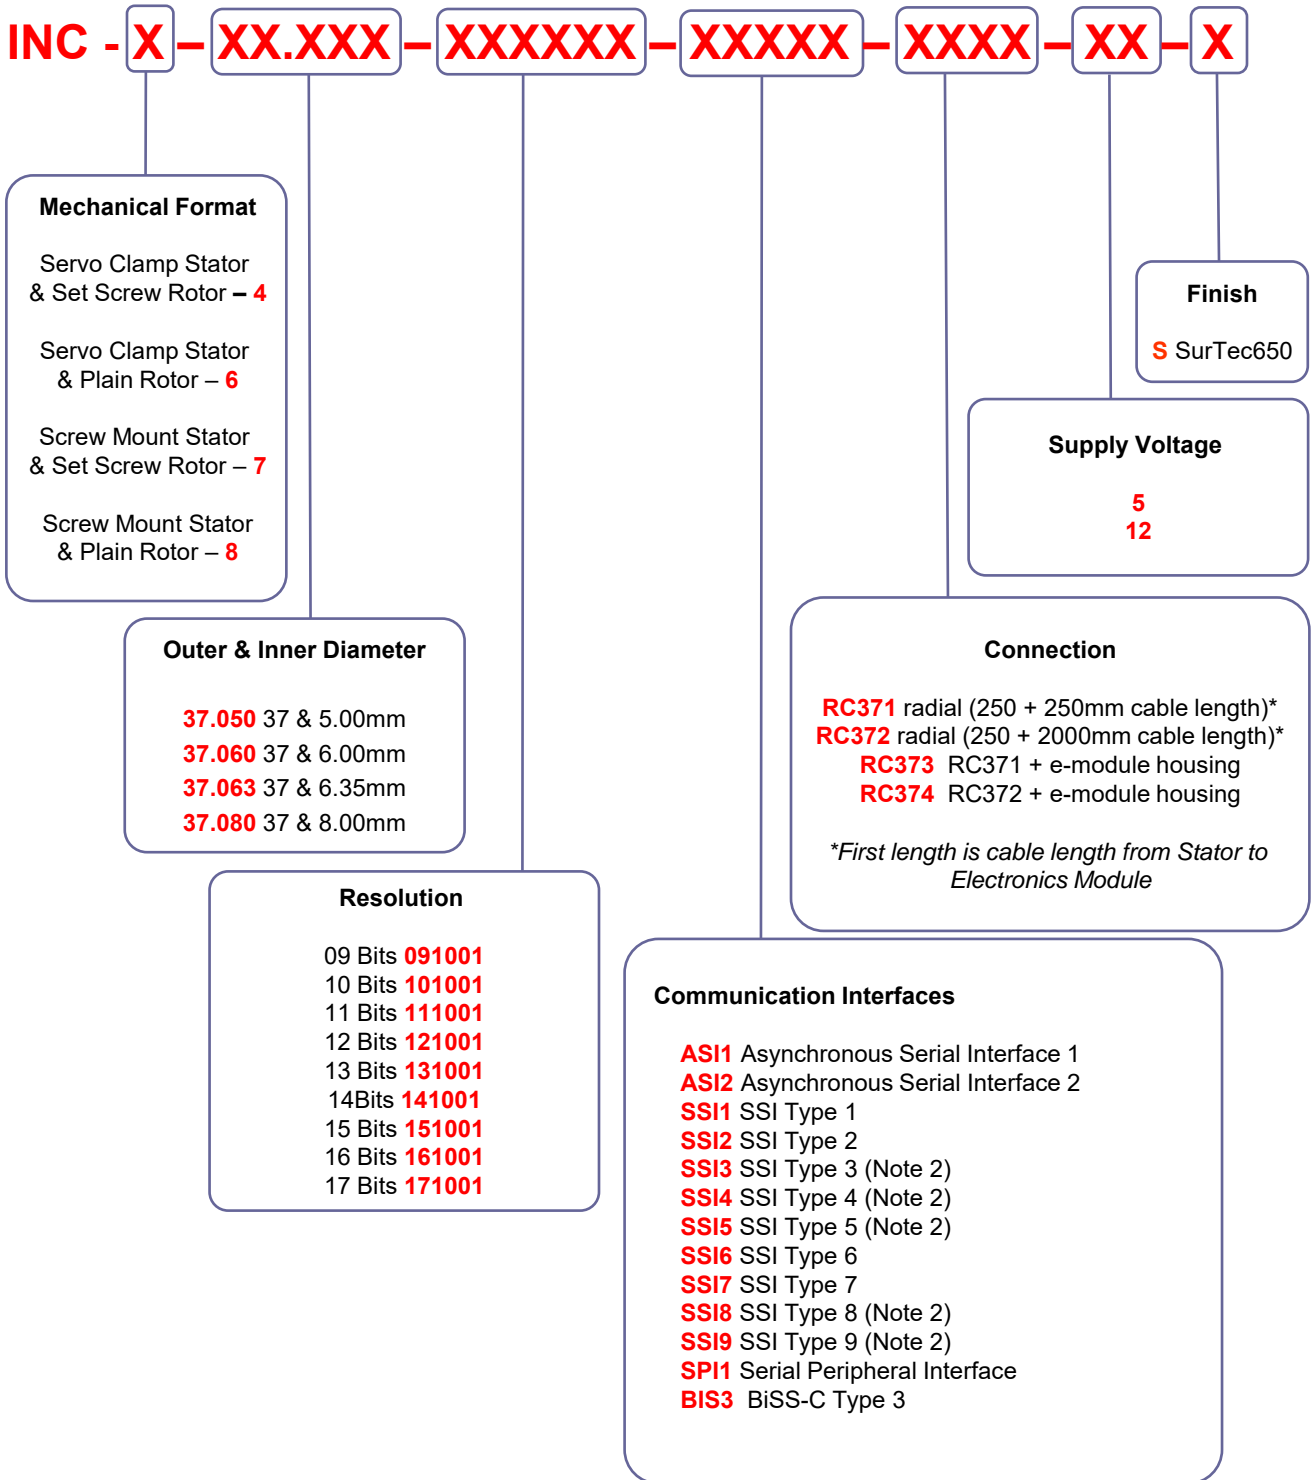 INC - X – XX.XXX – XXXXXX – XXXXX – XXXX – XX – X
Mechanical Format
Servo Clamp Stator
& Set Screw Rotor – 4
Servo Clamp Stator
& Plain Rotor – 6
Screw Mount Stator
& Set Screw Rotor – 7
Screw Mount Stator
& Plain Rotor – 8
Finish
S SurTec650
Supply Voltage
5
12
Outer & Inner Diameter
37.050 37 & 5.00mm
37.060 37 & 6.00mm
37.063 37 & 6.35mm
37.080 37 & 8.00mm
Connection
RC371 radial (250 + 250mm cable length)*
RC372 radial (250 + 2000mm cable length)*
RC373 RC371 + e-module housing
RC374 RC372 + e-module housing
*First length is cable length from Stator to
Electronics Module
Resolution
09 Bits 091001
10 Bits 101001
11 Bits 111001
12 Bits 121001
13 Bits 131001
14Bits 141001
15 Bits 151001
16 Bits 161001
17 Bits 171001
Communication Interfaces
ASI1 Asynchronous Serial Interface 1
ASI2 Asynchronous Serial Interface 2
SSI1 SSI Type 1
SSI2 SSI Type 2
SSI3 SSI Type 3 (Note 2)
SSI4 SSI Type 4 (Note 2)
SSI5 SSI Type 5 (Note 2)
SSI6 SSI Type 6
SSI7 SSI Type 7
SSI8 SSI Type 8 (Note 2)
SSI9 SSI Type 9 (Note 2)
SPI1 Serial Peripheral Interface
BIS3 BiSS-C Type 3